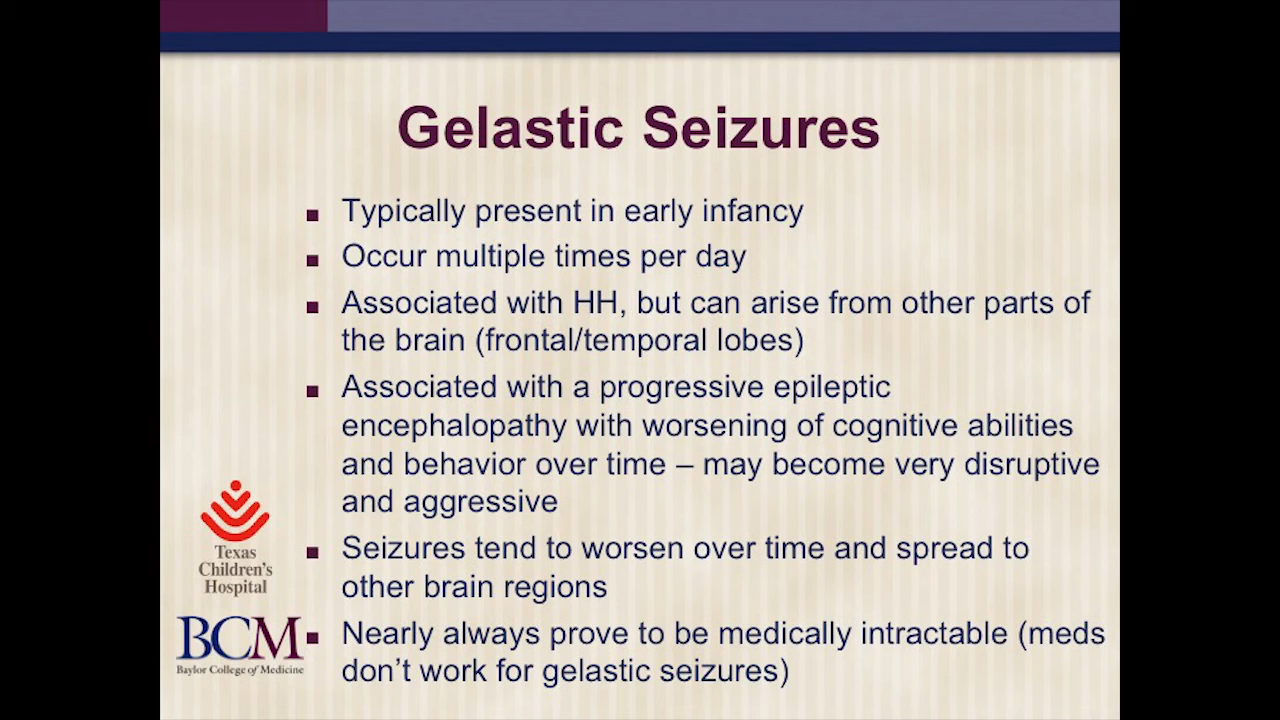 Gelastic Seizures
Typically present in early infancy
Occur multiple times per day
Associated with HH, but can arise from other parts of
the brain (frontal/temporal lobes)
Associated with a progressive epileptic
encephalopathy with worsening of cognitive abilities
and behavior over time – may become very disruptive
and aggressive
Seizures tend to worsen over time and spread to
other brain regions
Nearly always prove to be medically intractable (meds
don’t work for gelastic seizures)
Texas
Children's
Hospital
BCM
Baylor College of Medicine